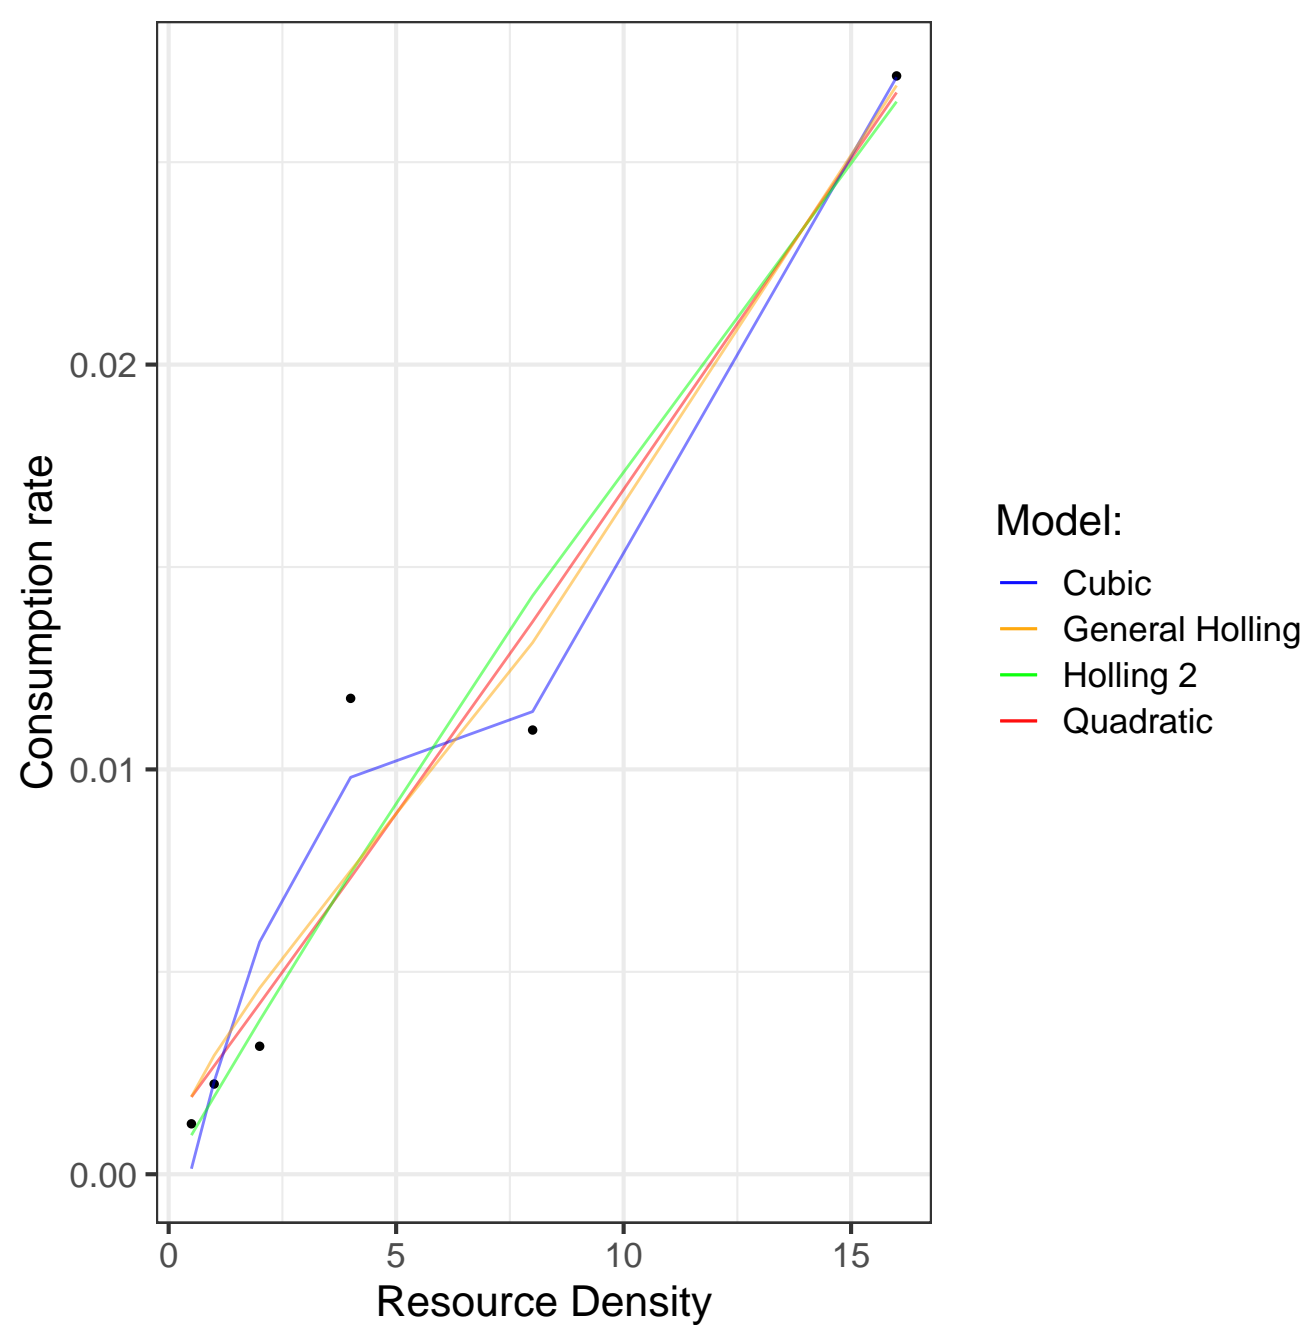 0.02
0.01
0.00
Consumption rate
0 5 10 15
Resource Density
Model:
Cubic
General Holling
Holling 2
Quadratic